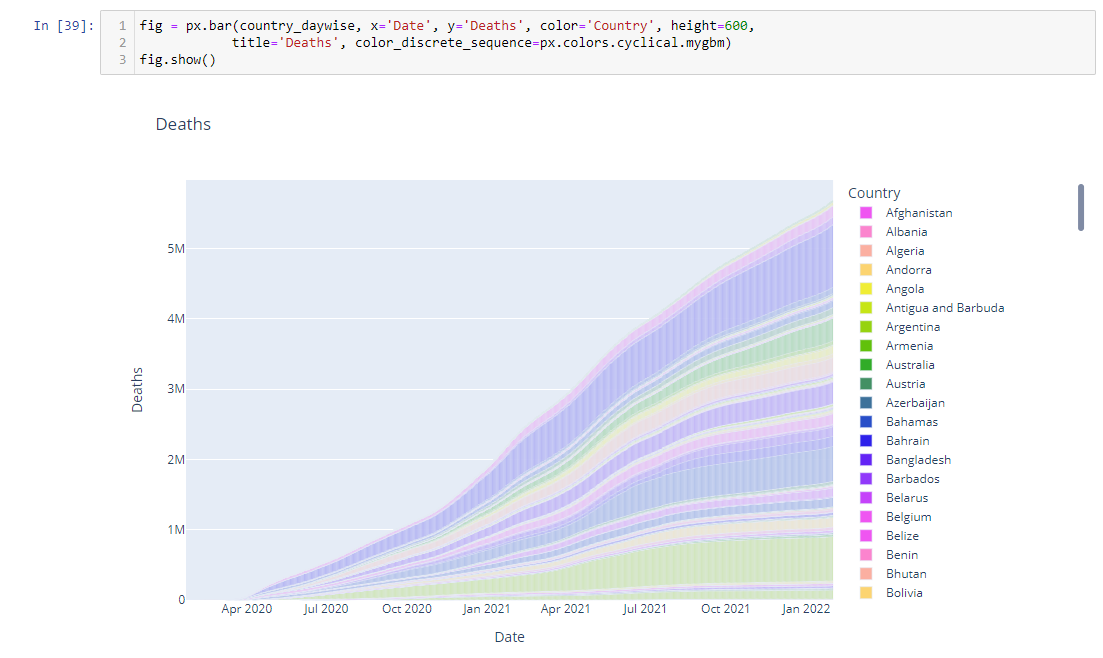 In [39]:
1 fig = px.bar(country_daywise, x='Date', y='Deaths', color='Country', height=600,
2 title='Deaths', color_discrete_sequence=px.colors.cyclical.mygbm)
3 fig.show()
Deaths
Country
Afghanistan
Albania
Algeria
Andorra
Angola
Antigua and Barbuda
Argentina
Armenia
Australia
Austria
Azerbaijan
Bahamas
Bahrain
Bangladesh
Barbados
Belarus
Belgium
Belize
Benin
Bhutan
Bolivia
5M
4M
3M
2M
1M
0
Deaths
Apr 2020 Jul 2020 Oct 2020 Jan 2021 Apr 2021 Jul 2021 Oct 2021 Jan 2022
Date